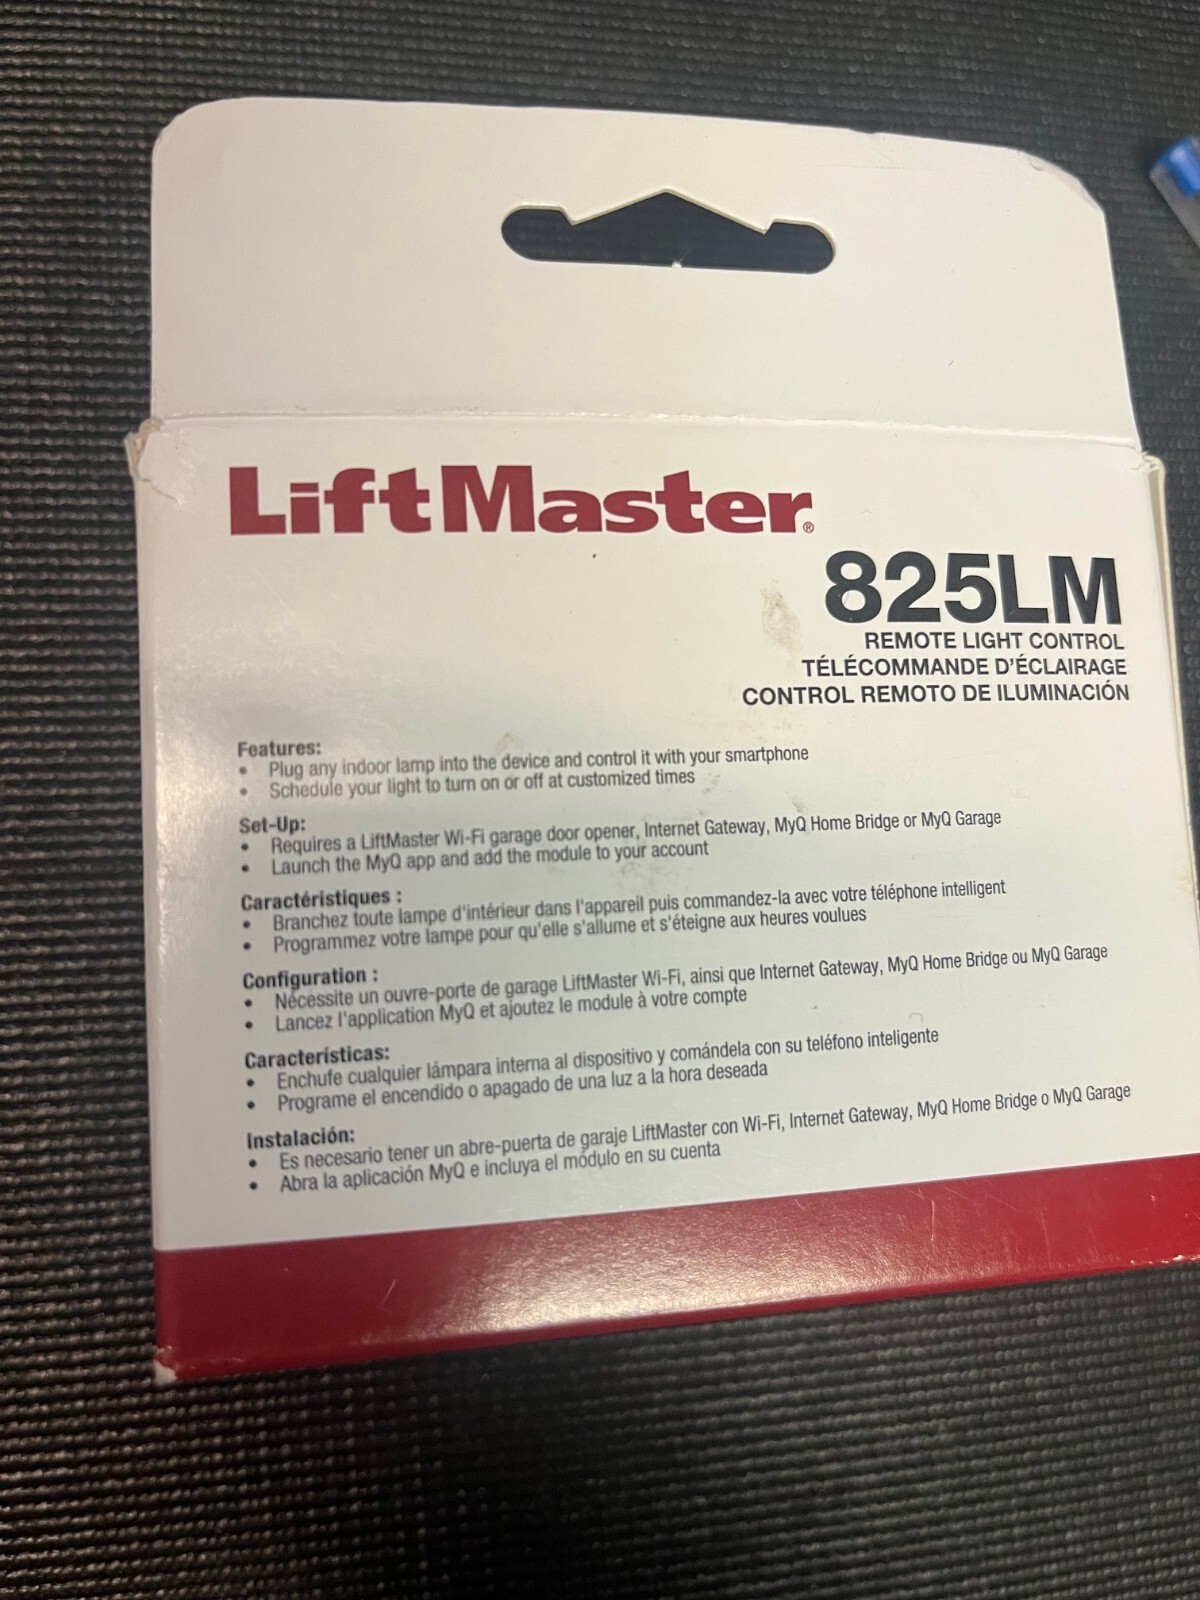 LiftMaster®
825LM
REMOTE LIGHT CONTROL
TÉLÉCOMMANDE D'ÉCLAIRAGE
CONTROL REMOTO DE ILUMINACIÓN
Features:
• Plug any indoor lamp into the device and control it with your smartphone
• Schedule your light to turn on or off at customized times
Set-Up:
• Requires a LiftMaster Wi-Fi garage door opener, Internet Gateway, MyQ Home Bridge or MyQ Garage
• Launch the MyQ app and add the module to your account
Caractéristiques :
• Branchez toute lampe d'intérieur dans l'appareil puis commandez-la avec votre téléphone intelligent
• Programmez votre lampe pour qu'elle s'allume et s'éteigne aux heures voulues
Configuration :
• Nécessite un ouvre-porte de garage LiftMaster Wi-Fi, ainsi que Internet Gateway, MyQ Home Bridge ou MyQ Garage
• Lancez l'application MyQ et ajoutez le module à votre compte
Características:
• Enchufe cualquier lámpara interna al dispositivo y comándela con su teléfono inteligente
• Programe el encendido o apagado de una luz a la hora deseada
Instalación:
• Es necesario tener un abre-puerta de garaje LiftMaster con Wi-Fi, Internet Gateway, MyQ Home Bridge o MyQ Garage
• Abra la aplicación MyQ e incluya el módulo en su cuenta